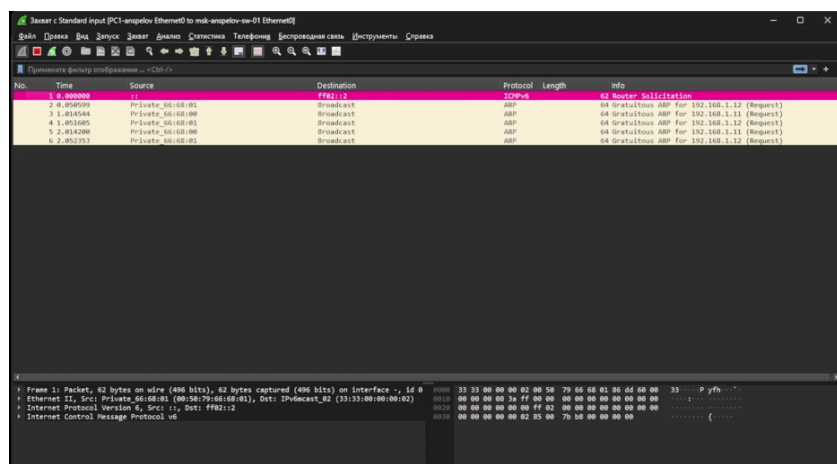 Захват с Standard input [PC1-anspelov Ethernet0 to msk-anspelov-sw-01 Ethernet0]
Файл Правка Вид Запуск Захват Анализ Статистика Телефония Беспроводная связь Инструменты Справка
Примените фильтр отображения ... <Ctrl-/>
No. Time Source Destination Protocol Length Info
1 0.000000 :: ff02::2 ICMPv6 62 Router Solicitation
2 0.050599 Private_66:68:01 Broadcast ARP 64 Gratuitous ARP for 192.168.1.12 (Request)
3 1.014544 Private_66:68:00 Broadcast ARP 64 Gratuitous ARP for 192.168.1.11 (Request)
4 1.051605 Private_66:68:01 Broadcast ARP 64 Gratuitous ARP for 192.168.1.12 (Request)
5 2.014200 Private_66:68:00 Broadcast ARP 64 Gratuitous ARP for 192.168.1.11 (Request)
6 2.052353 Private_66:68:01 Broadcast ARP 64 Gratuitous ARP for 192.168.1.12 (Request)
Frame 1: Packet, 62 bytes on wire (496 bits), 62 bytes captured (496 bits) on interface -, id 0
Ethernet II, Src: Private_66:68:01 (00:50:79:66:68:01), Dst: IPv6mcast_02 (33:33:00:00:00:02)
Internet Protocol Version 6, Src: ::, Dst: ff02::2
Internet Control Message Protocol v6
0000 33 33 00 00 00 02 00 50 79 66 68 01 86 dd 60 00 33·····P yfh···`·
0010 00 00 00 08 3a ff 00 00 00 00 00 00 00 00 00 00 ····:··· ········
0020 00 00 00 00 00 00 ff 02 00 00 00 00 00 00 00 00 ········ ········
0030 00 00 00 00 00 02 85 00 7b b8 00 00 00 00 ········ {·····